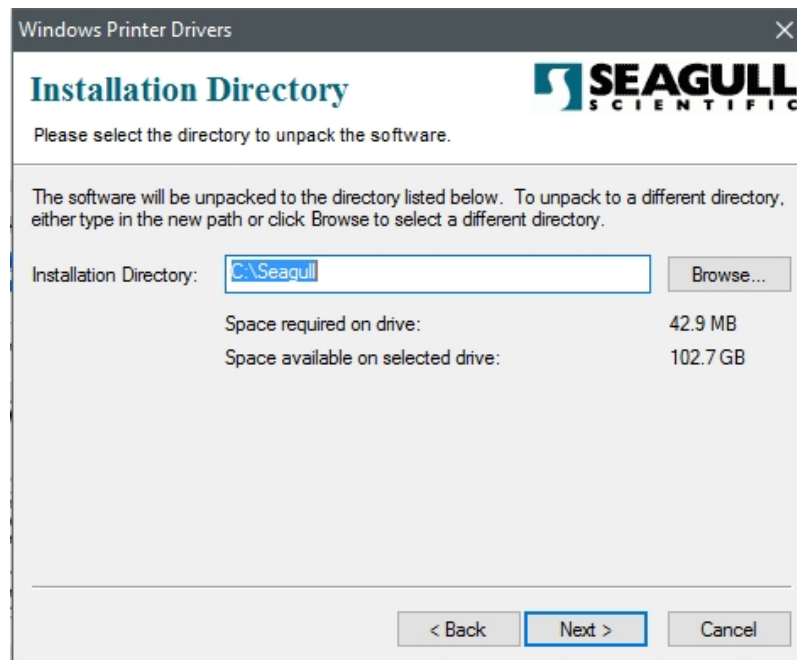 Windows Printer Drivers
Installation Directory
SEAGULL
SCIENTIFIC
Please select the directory to unpack the software.
The software will be unpacked to the directory listed below.  To unpack to a different directory,
either type in the new path or click Browse to select a different directory.
Installation Directory: C:\Seagull Browse...
Space required on drive: 42.9 MB
Space available on selected drive: 102.7 GB
< Back Next > Cancel